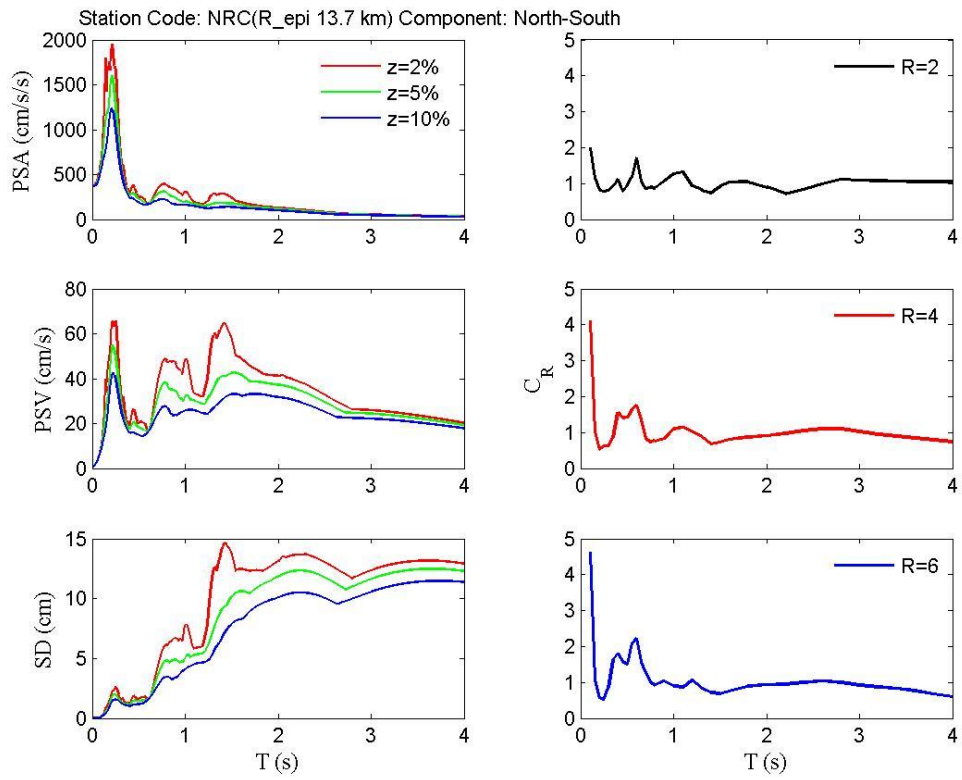 Station Code: NRC(R_epi 13.7 km) Component: North-South
2000
1500
1000
500
0
PSA (cm/s/s)
z=2%
z=5%
z=10%
0 1 2 3 4
5
4
3
2
1
0
R=2
0 1 2 3 4
80
60
40
20
0
PSV (cm/s)
0 1 2 3 4
5
4
3
2
1
0
C_R
R=4
0 1 2 3 4
15
10
5
0
SD (cm)
0 1 2 3 4
T (s)
5
4
3
2
1
0
R=6
0 1 2 3 4
T (s)